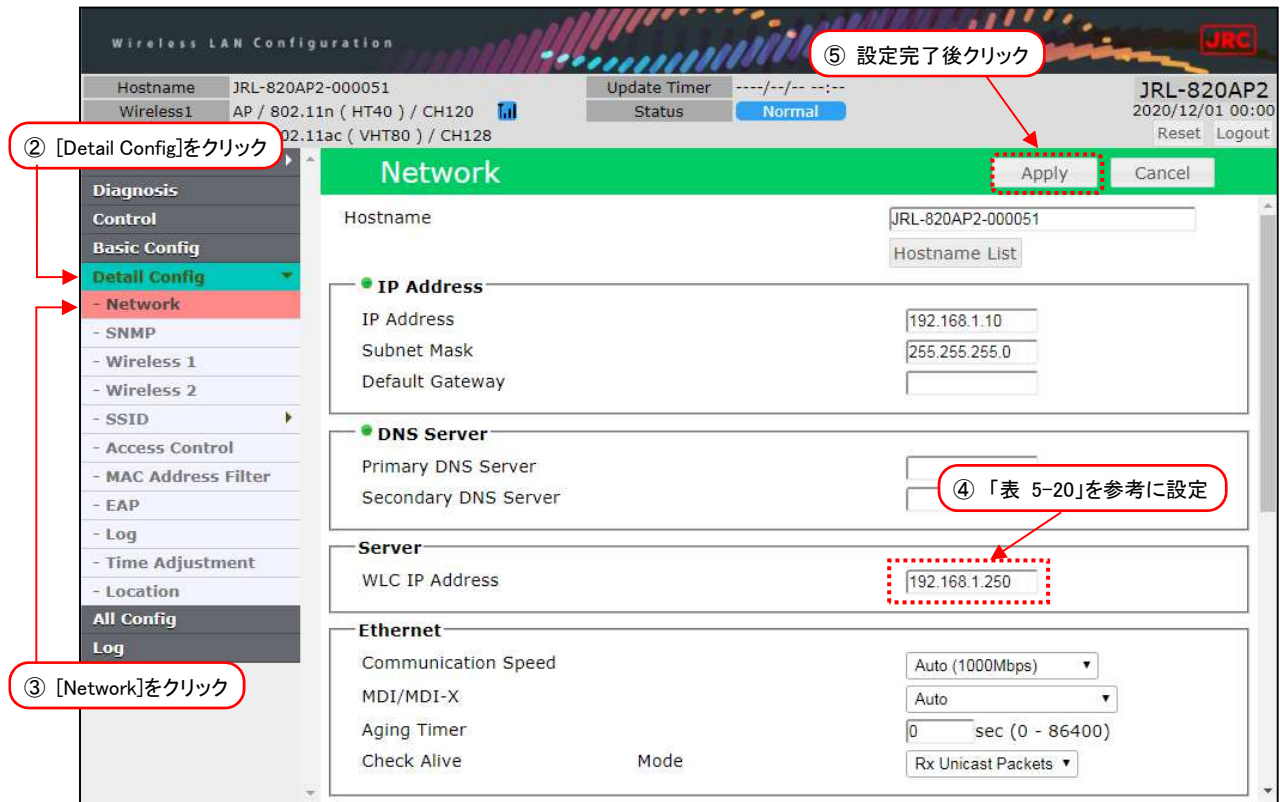 Wireless LAN Configuration
JRC
⑤ 設定完了後クリック
Hostname JRL-820AP2-000051 Update Timer ----/--/-- --:-- JRL-820AP2
Wireless1 AP / 802.11n ( HT40 ) / CH120 Status Normal 2020/12/01 00:00
02.11ac ( VHT80 ) / CH128 Reset Logout
② [Detail Config]をクリック
Network Apply Cancel
Diagnosis
Control
Basic Config
Detail Config
- Network
- SNMP
- Wireless 1
- Wireless 2
- SSID
- Access Control
- MAC Address Filter
- EAP
- Log
- Time Adjustment
- Location
All Config
Log
③ [Network]をクリック
Hostname JRL-820AP2-000051
Hostname List
IP Address
IP Address 192.168.1.10
Subnet Mask 255.255.255.0
Default Gateway
DNS Server
Primary DNS Server
Secondary DNS Server
④ 「表 5-20」を参考に設定
Server
WLC IP Address 192.168.1.250
Ethernet
Communication Speed Auto (1000Mbps)
MDI/MDI-X Auto
Aging Timer 0 sec (0 - 86400)
Check Alive Mode Rx Unicast Packets